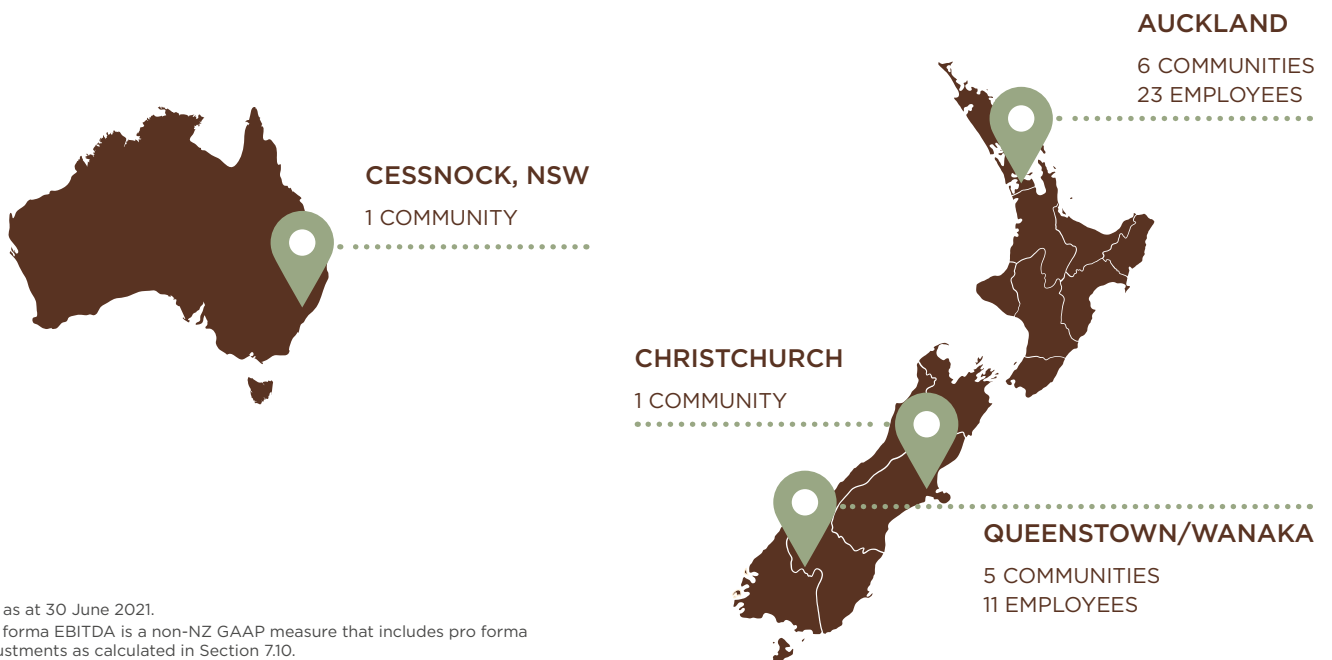 AUCKLAND
6 COMMUNITIES
23 EMPLOYEES
CESSNOCK, NSW
1 COMMUNITY
CHRISTCHURCH
1 COMMUNITY
QUEENSTOWN/WANAKA
5 COMMUNITIES
11 EMPLOYEES
as at 30 June 2021.
forma EBITDA is a non-NZ GAAP measure that includes pro forma
ustments as calculated in Section 7.10.